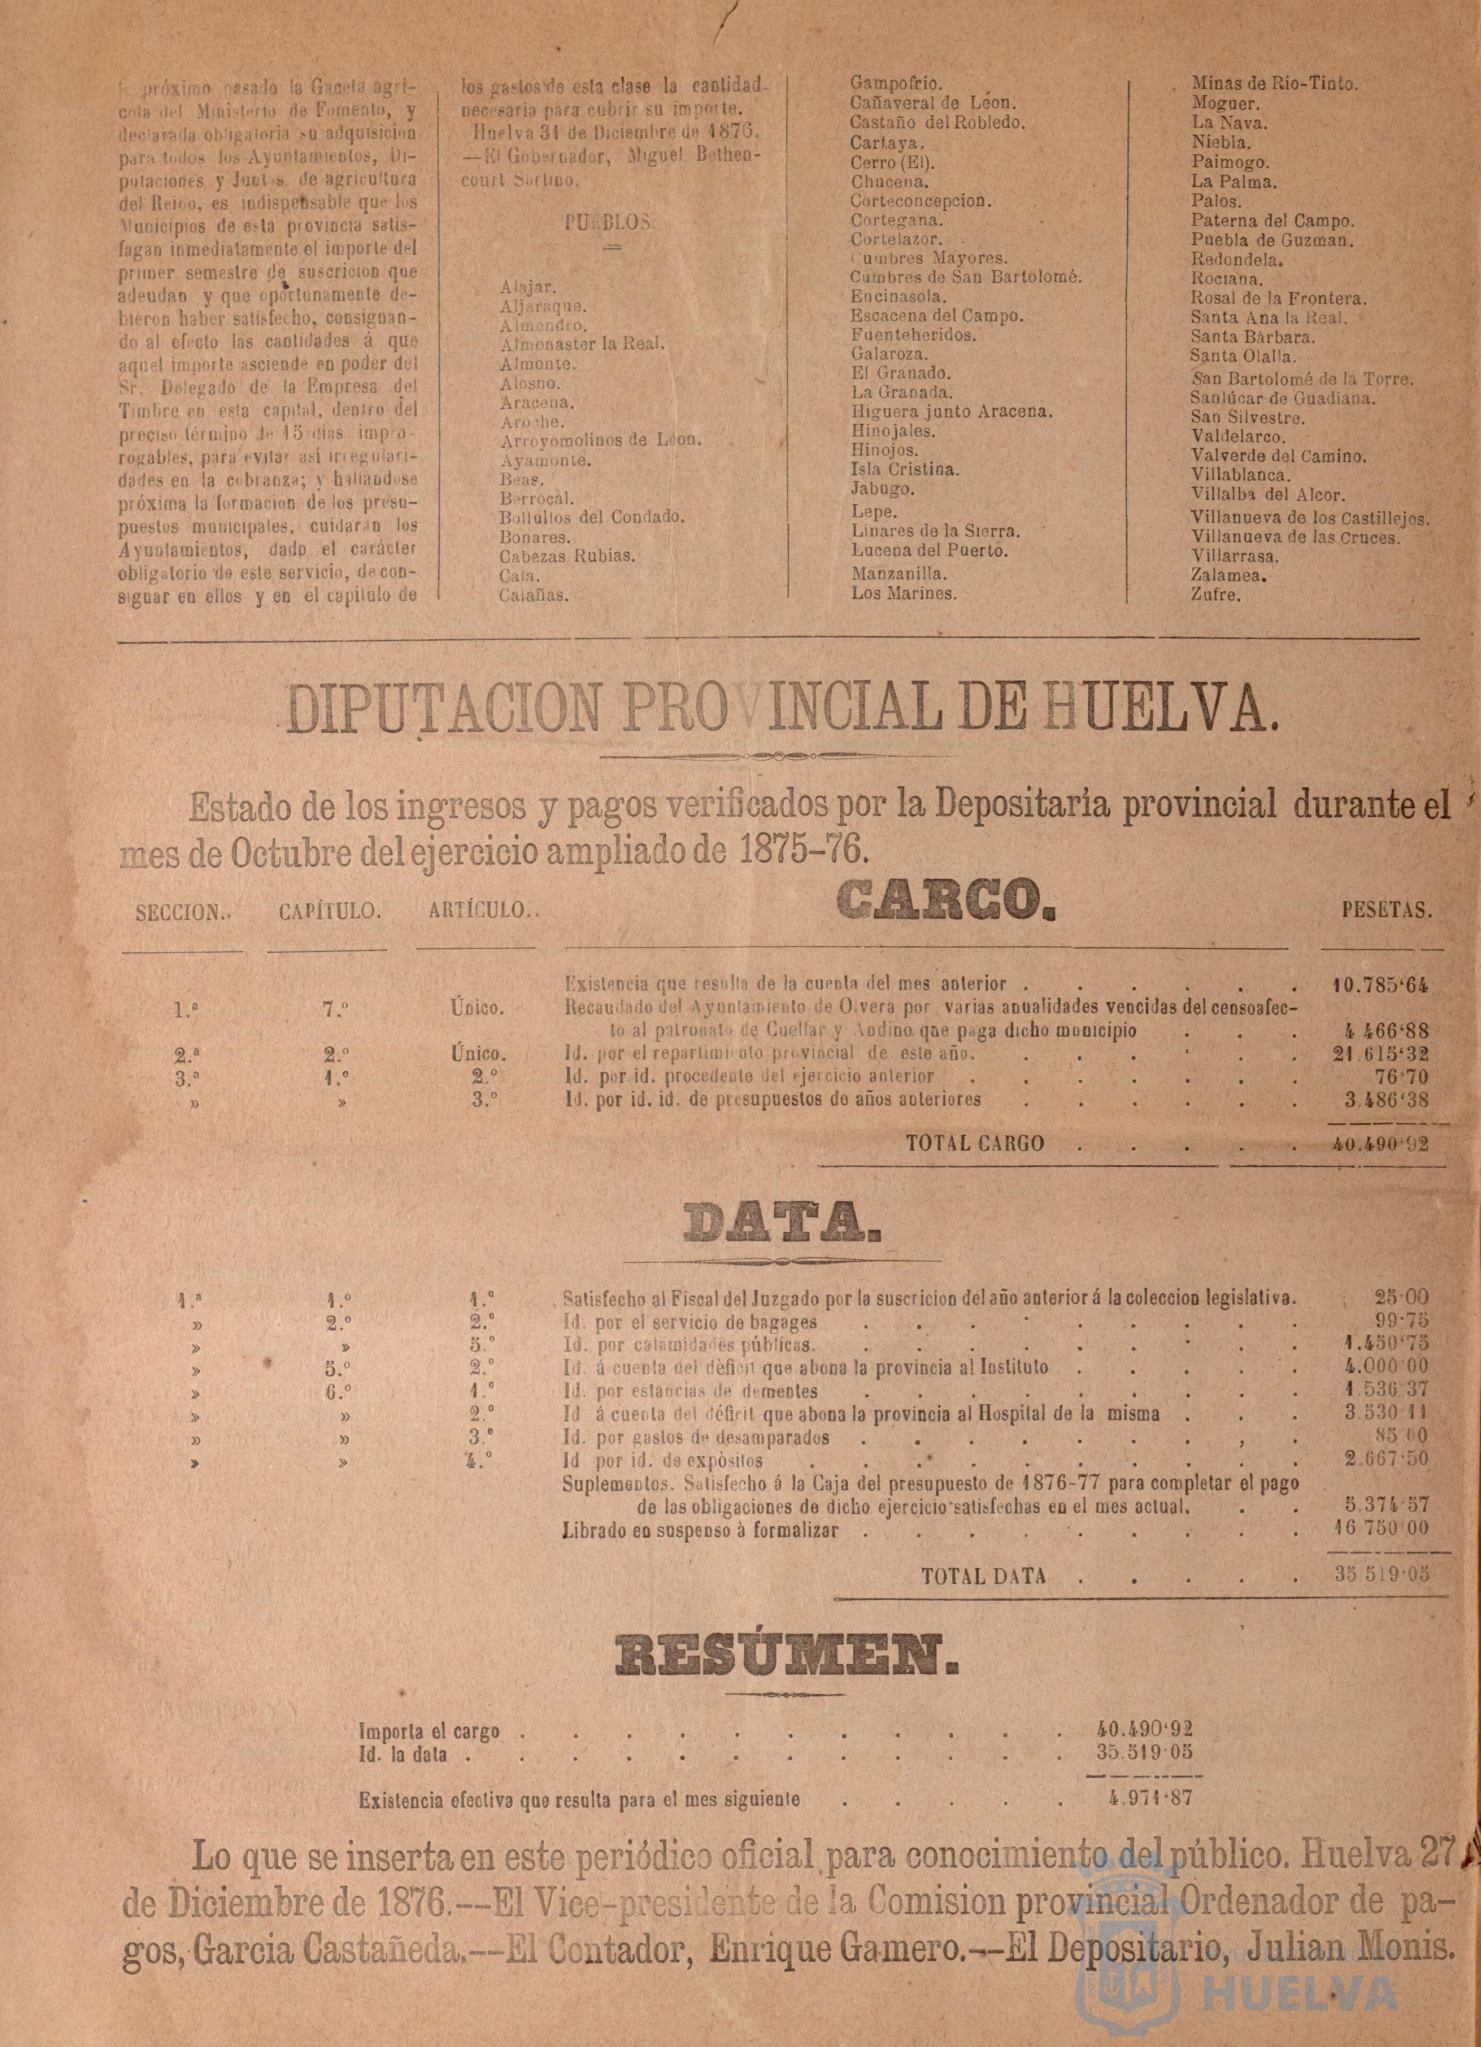 próximo pasado la Gaceta agri-
cola del Ministerio de Fomento, y
declarada obligatoria su adquisicion
para todos los Ayuntamientos, Di-
putaciones y Juntas de agricultura
del Reino, es indispensable que los
Municipios de esta provincia satis-
fagan inmediatamente el importe del
primer semestre de suscricion que
adeudan y que oportunamente de-
bieron haber satisfecho, consignan-
do al efecto las cantidades á que
aquel importe asciende en poder del
Sr. Delegado de la Empresa del
Timbre en esta capital, dentro del
preciso término de 15 dias impro-
rogables, para evitar así irregulari-
dades en la cobranza; y hallándose
próxima la formacion de los presu-
puestos municipales, cuidarán los
Ayuntamientos, dado el carácter
obligatorio de este servicio, de con-
signar en ellos y en el capítulo de
los gastos de esta clase la cantidad
necesaria para cubrir su importe.
Huelva 31 de Diciembre de 1876.
—El Gobernador, Miguel Bethen-
court Sortino.
PUEBLOS
Alajar.
Aljaraque.
Almendro.
Almonaster la Real.
Almonte.
Alosno.
Aracena.
Aroche.
Arroyomolinos de Leon.
Ayamonte.
Beas.
Berrocal.
Bollullos del Condado.
Bonares.
Cabezas Rubias.
Cala.
Calañas.
Gampofrio.
Cañaveral de Leon.
Castaño del Robledo.
Cartaya.
Cerro (El).
Chucena.
Corteconcepcion.
Cortegana.
Cortelazor.
Cumbres Mayores.
Cumbres de San Bartolomé.
Encinasola.
Escacena del Campo.
Fuenteheridos.
Galaroza.
El Granado.
La Granada.
Higuera junto Aracena.
Hinojales.
Hinojos.
Isla Cristina.
Jabugo.
Lepe.
Linares de la Sierra.
Lucena del Puerto.
Manzanilla.
Los Marines.
Minas de Rio-Tinto.
Moguer.
La Nava.
Niebla.
Paimogo.
La Palma.
Palos.
Paterna del Campo.
Puebla de Guzman.
Redondela.
Rociana.
Rosal de la Frontera.
Santa Ana la Real.
Santa Bárbara.
Santa Olalla.
San Bartolomé de la Torre.
Sanlúcar de Guadiana.
San Silvestre.
Valdelarco.
Valverde del Camino.
Villablanca.
Villalba del Alcor.
Villanueva de los Castillejos.
Villanueva de las Cruces.
Villarrasa.
Zalamea.
Zufre.
DIPUTACION PROVINCIAL DE HUELVA.
Estado de los ingresos y pagos verificados por la Depositaría provincial durante el
mes de Octubre del ejercicio ampliado de 1875-76.
CARGO.
SECCION.. CAPÍTULO. ARTÍCULO.. PESETAS.
Existencia que resulta de la cuenta del mes anterior . . . . . . 10.785‘64
1.ª 7.º Único. Recaudado del Ayuntamiento de Olvera por varias anualidades vencidas del censo afec-
to al patronato de Cuellar y Andino que paga dicho municipio . . . 4 466‘88
2.ª 2.º Único. Id. por el repartimiento provincial de este año. . . . . . . 21.615‘32
3.ª 1.º 2.º Id. por id. procedente del ejercicio anterior . . . . . . . 76‘70
» » 3.º Id. por id. id. de presupuestos de años anteriores . . . . . . 3.486‘38
TOTAL CARGO . . . . . 40.490‘92
DATA.
1.ª 1.º 1.º Satisfecho al Fiscal del Juzgado por la suscricion del año anterior á la coleccion legislativa. 25 00
» 2.º 2.º Id. por el servicio de bagages . . . . . . . . . 99‘75
» » 5.º Id. por calamidades públicas. . . . . . . . . . 1.450‘75
» 5.º 2.º Id. á cuenta del dèficit que abona la provincia al Instituto . . . . . 4.000 00
» 6.º 1.º Id. por estancias de dementes . . . . . . . . . 1.536 37
» » 2.º Id á cuenta del déficit que abona la provincia al Hospital de la misma . . . 3.530 11
» » 3.º Id. por gastos de desamparados . . . . . . . , . 85 00
» » 4.º Id por id. de expòsitos . . . . . . . . . . 2.667‘50
Suplementos. Satisfecho á la Caja del presupuesto de 1876-77 para completar el pago
de las obligaciones de dicho ejercicio satisfechas en el mes actual. . . 5.374‘57
Librado en suspenso à formalizar . . . . . . . . . 16 750 00
TOTAL DATA . . . . . 35 519‘05
RESÚMEN.
Importa el cargo . . . . . . . . . . . 40.490‘92
Id. la data . . . . . . . . . . . . 35.519 05
Existencia efectiva que resulta para el mes siguiente . . . . . 4.971‘87
Lo que se inserta en este periódico oficial para conocimiento del público. Huelva 27
de Diciembre de 1876.--El Vice-presidente de la Comision provincial Ordenador de pa-
gos, Garcia Castañeda.--El Contador, Enrique Gamero.--El Depositario, Julian Monis.
HUELVA